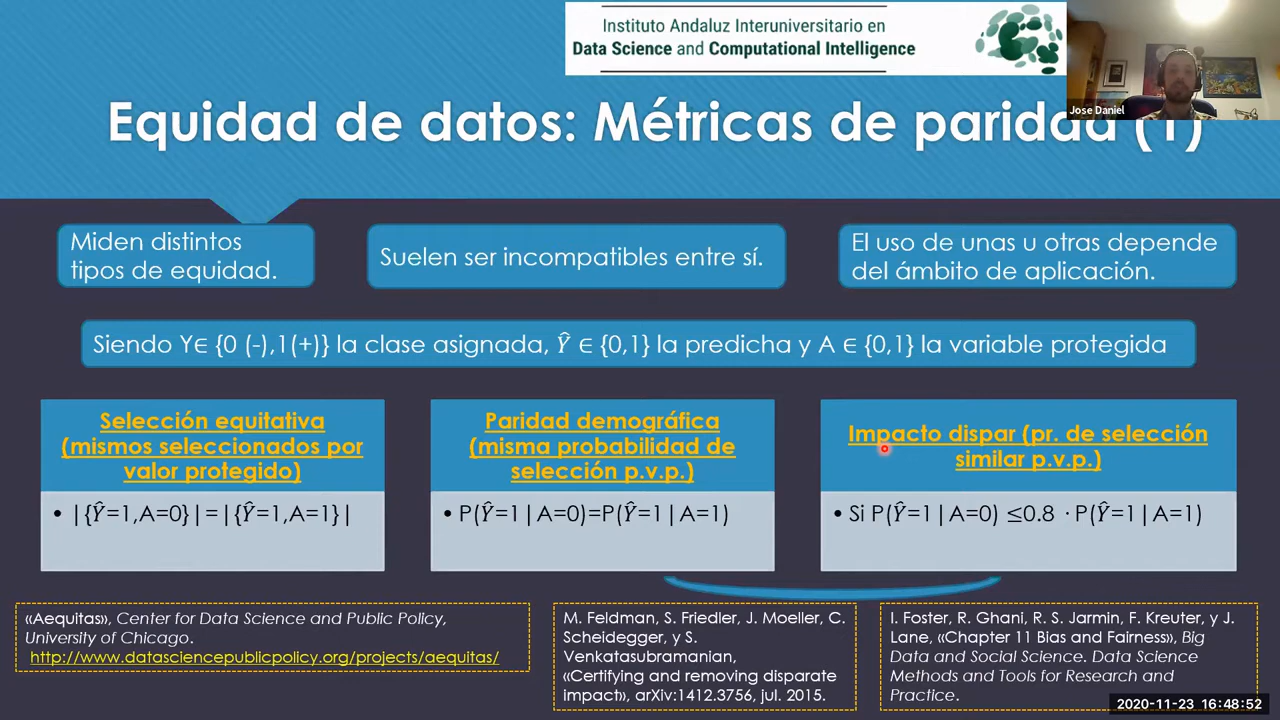 Instituto Andaluz Interuniversitario en
Data Science and Computational Intelligence
Jose Daniel
Equidad de datos: Métricas de paridad (1)
Miden distintos
tipos de equidad.
Suelen ser incompatibles entre sí.
El uso de unas u otras depende
del ámbito de aplicación.
Siendo Y∈ {0 (-),1(+)} la clase asignada, Ŷ ∈ {0,1} la predicha y A ∈ {0,1} la variable protegida
Selección equitativa
(mismos seleccionados por
valor protegido)
• |{Ŷ=1,A=0}|=|{Ŷ=1,A=1}|
Paridad demográfica
(misma probabilidad de
selección p.v.p.)
• P(Ŷ=1|A=0)=P(Ŷ=1|A=1)
Impacto dispar (pr. de selección
similar p.v.p.)
• Si P(Ŷ=1|A=0) ≤0.8 · P(Ŷ=1|A=1)
«Aequitas», Center for Data Science and Public Policy,
University of Chicago.
http://www.datasciencepublicpolicy.org/projects/aequitas/
M. Feldman, S. Friedler, J. Moeller, C.
Scheidegger, y S.
Venkatasubramanian,
«Certifying and removing disparate
impact», arXiv:1412.3756, jul. 2015.
I. Foster, R. Ghani, R. S. Jarmin, F. Kreuter, y J.
Lane, «Chapter 11 Bias and Fairness», Big
Data and Social Science. Data Science
Methods and Tools for Research and
Practice.
2020-11-23 16:48:52